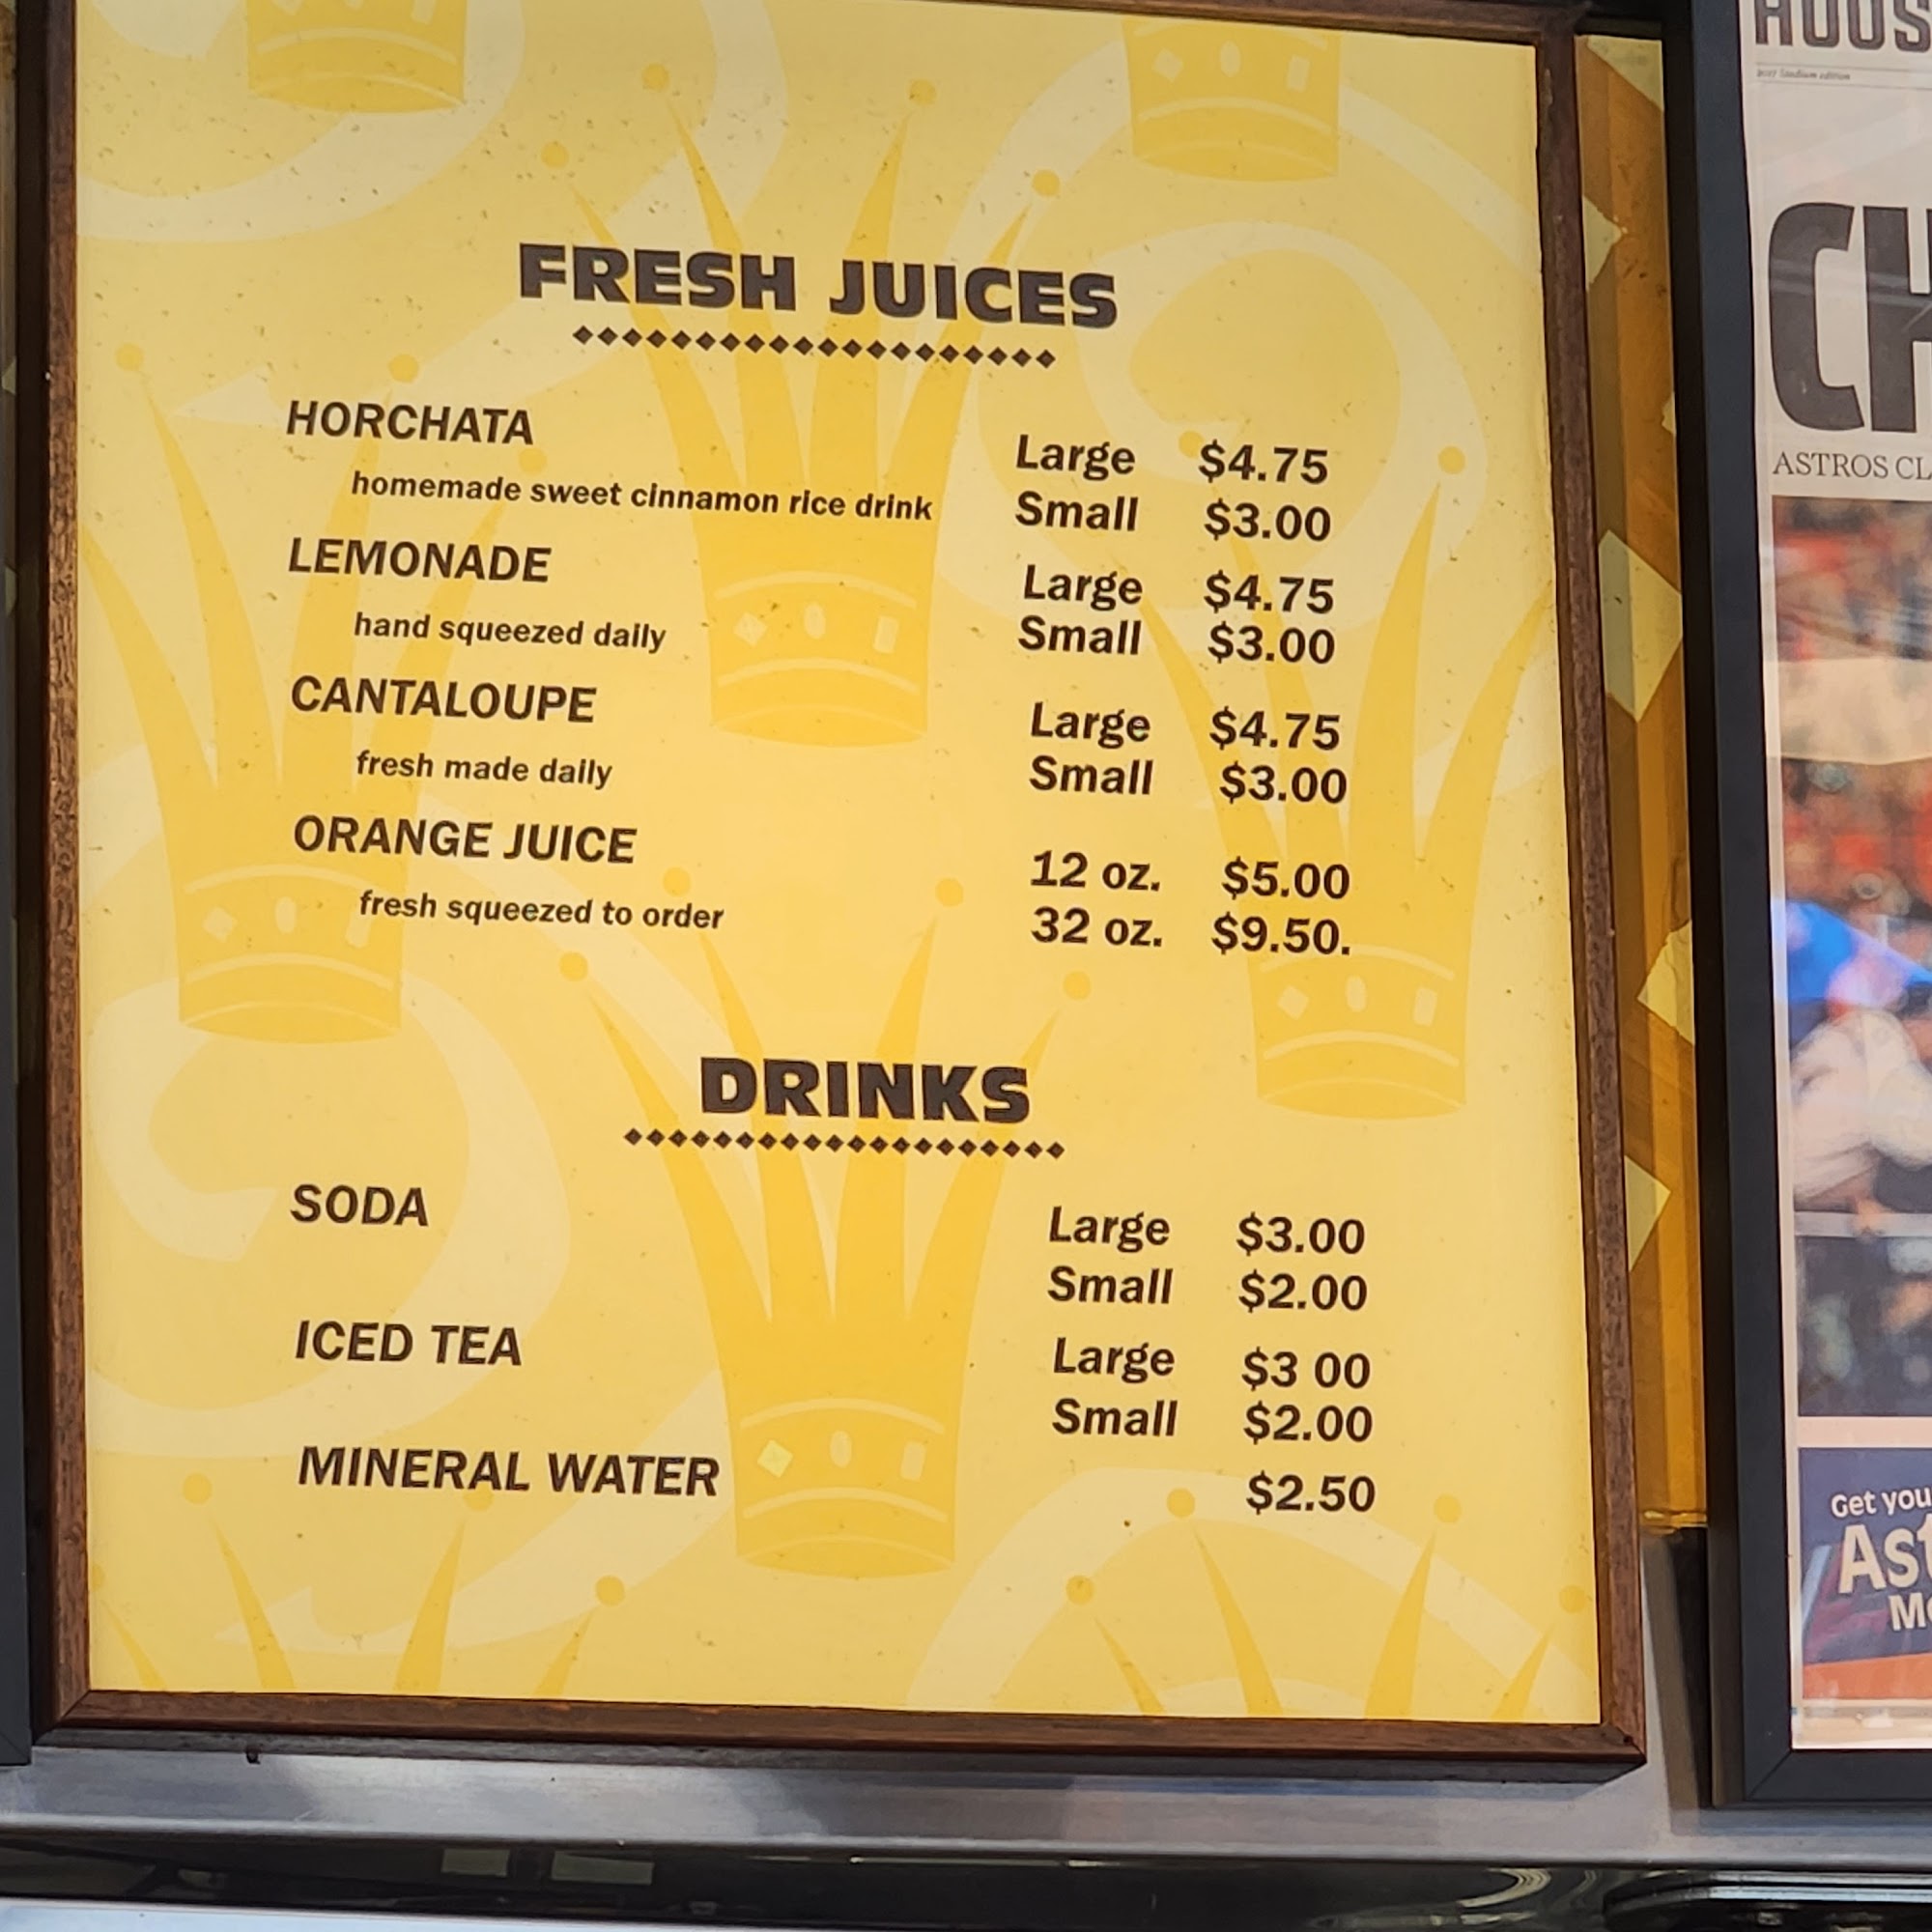 FRESH JUICES
HORCHATA
homemade sweet cinnamon rice drink
Large $4.75
Small $3.00
LEMONADE
hand squeezed daily
Large $4.75
Small $3.00
CANTALOUPE
fresh made daily
Large $4.75
Small $3.00
ORANGE JUICE
fresh squeezed to order
12 oz. $5.00
32 oz. $9.50.
DRINKS
SODA
Large $3.00
Small $2.00
ICED TEA
Large $3 00
Small $2.00
MINERAL WATER $2.50
HOUS
2017 Stadium edition
CH
ASTROS CL
Get you
Ast